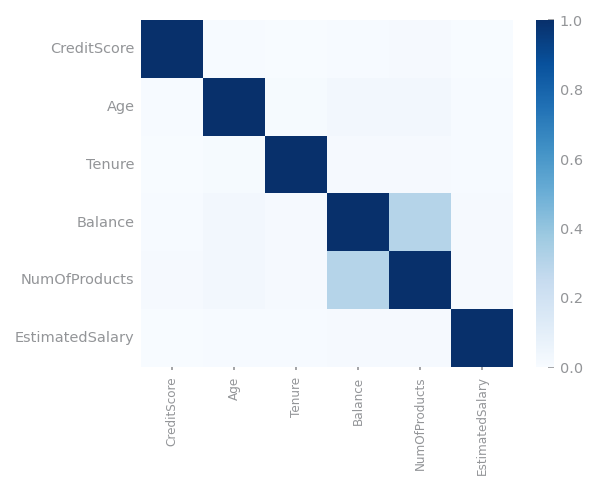 CreditScore
Age
Tenure
Balance
NumOfProducts
EstimatedSalary
CreditScore
Age
Tenure
Balance
NumOfProducts
EstimatedSalary
1.0
0.8
0.6
0.4
0.2
0.0